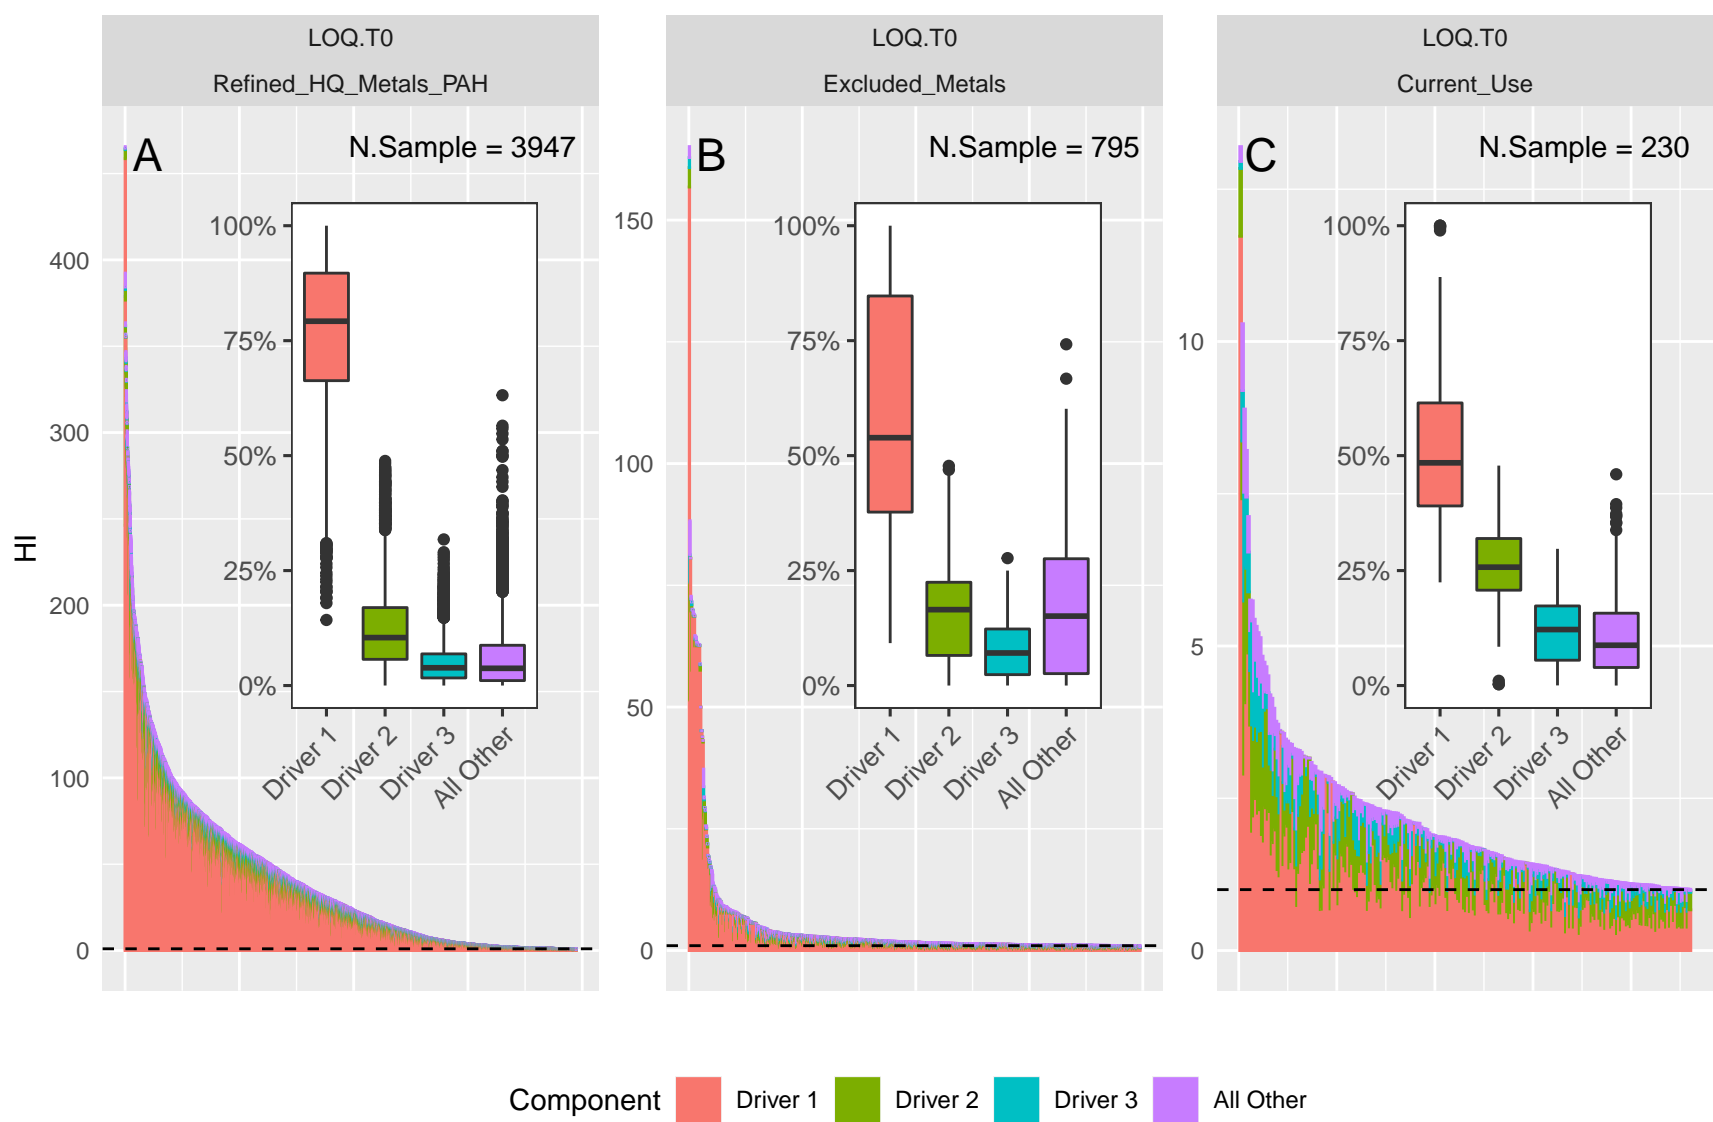 LOQ.T0
Refined_HQ_Metals_PAH
A
N.Sample = 3947
HI
400
300
200
100
0
100%
75%
50%
25%
0%
Driver 1
Driver 2
Driver 3
All Other
LOQ.T0
Excluded_Metals
B
N.Sample = 795
150
100
50
0
100%
75%
50%
25%
0%
Driver 1
Driver 2
Driver 3
All Other
LOQ.T0
Current_Use
C
N.Sample = 230
10
5
0
100%
75%
50%
25%
0%
Driver 1
Driver 2
Driver 3
All Other
Component Driver 1 Driver 2 Driver 3 All Other